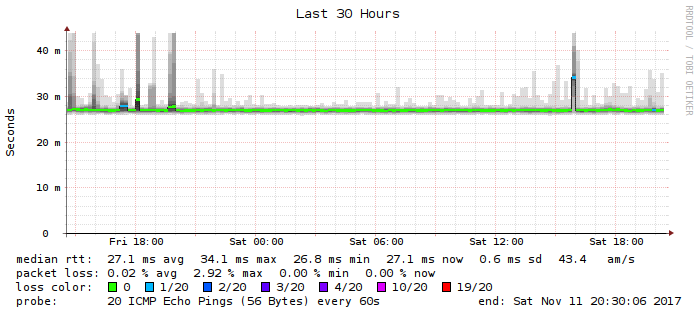 Last 30 Hours
RRDTOOL / TOBI OETIKER
Seconds
40 m
30 m
20 m
10 m
0
Fri 18:00 Sat 00:00 Sat 06:00 Sat 12:00 Sat 18:00
median rtt: 27.1 ms avg 34.1 ms max 26.8 ms min 27.1 ms now 0.6 ms sd 43.4 am/s
packet loss: 0.02 % avg 2.92 % max 0.00 % min 0.00 % now
loss color: 0 1/20 2/20 3/20 4/20 10/20 19/20
probe: 20 ICMP Echo Pings (56 Bytes) every 60s end: Sat Nov 11 20:30:06 2017